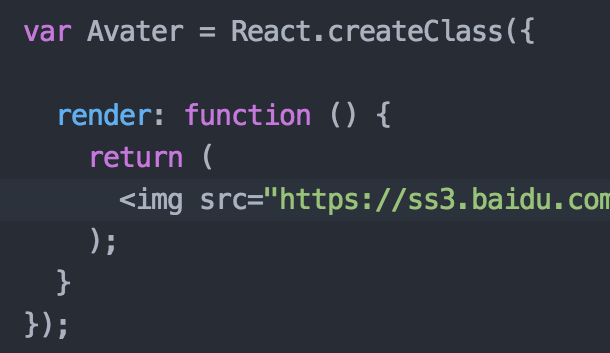 var Avater = React.createClass({
render: function () {
return (
<img src="https://ss3.baidu.com
);
}
});